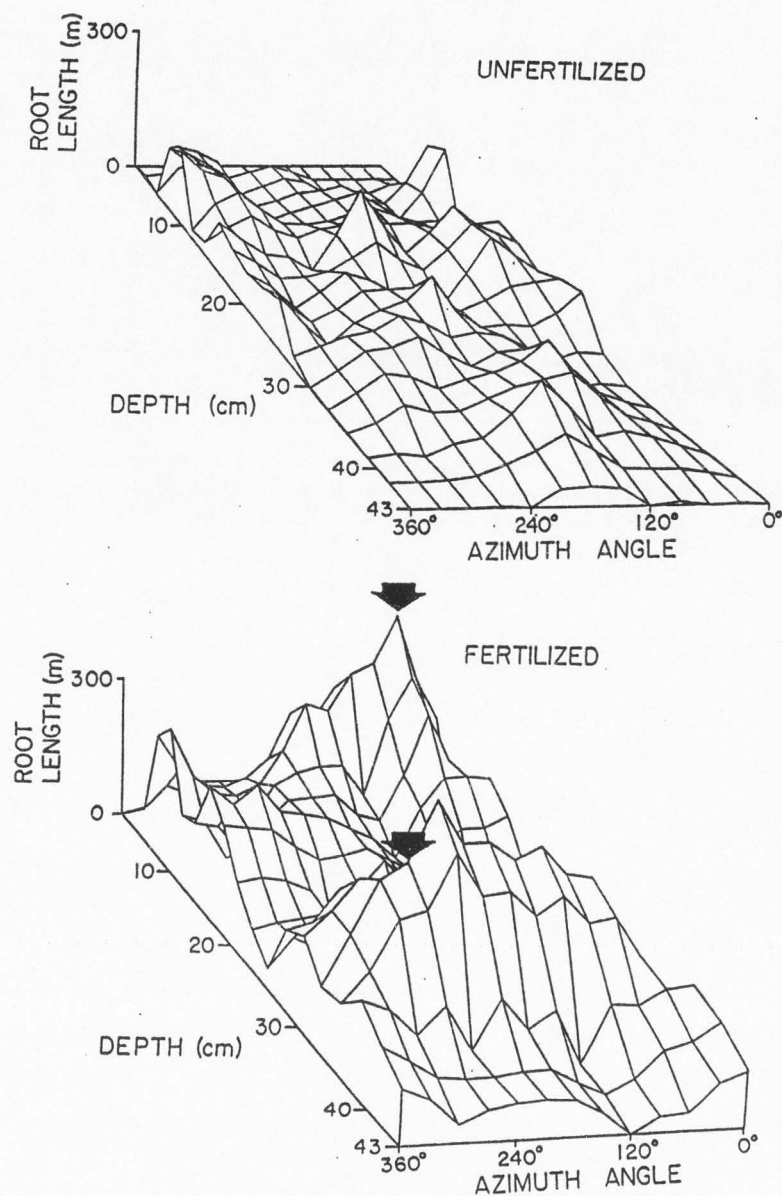 300
ROOT
LENGTH (m)
0
UNFERTILIZED
10
20
30
DEPTH (cm)
40
43
360° 240° 120° 0°
AZIMUTH ANGLE
FERTILIZED
300
ROOT
LENGTH (m)
0
10
20
30
DEPTH (cm)
40
43
360° 240° 120° 0°
AZIMUTH ANGLE